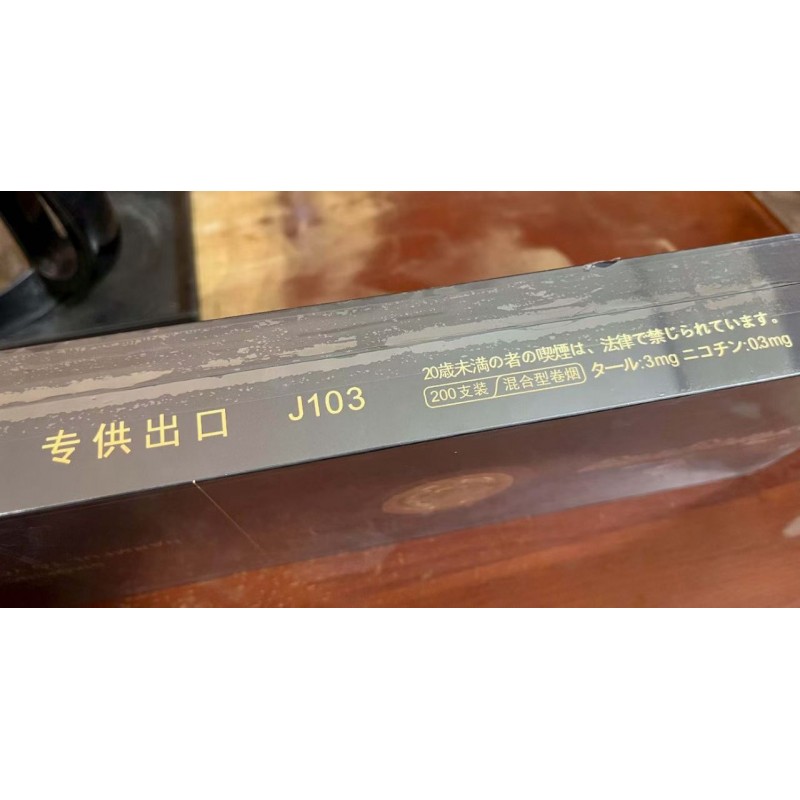 专供出口 J103
20歳未満の者の喫煙は、法律で禁じられています。
200支装/混合型卷烟 タール:3mg ニコチン:0.3mg